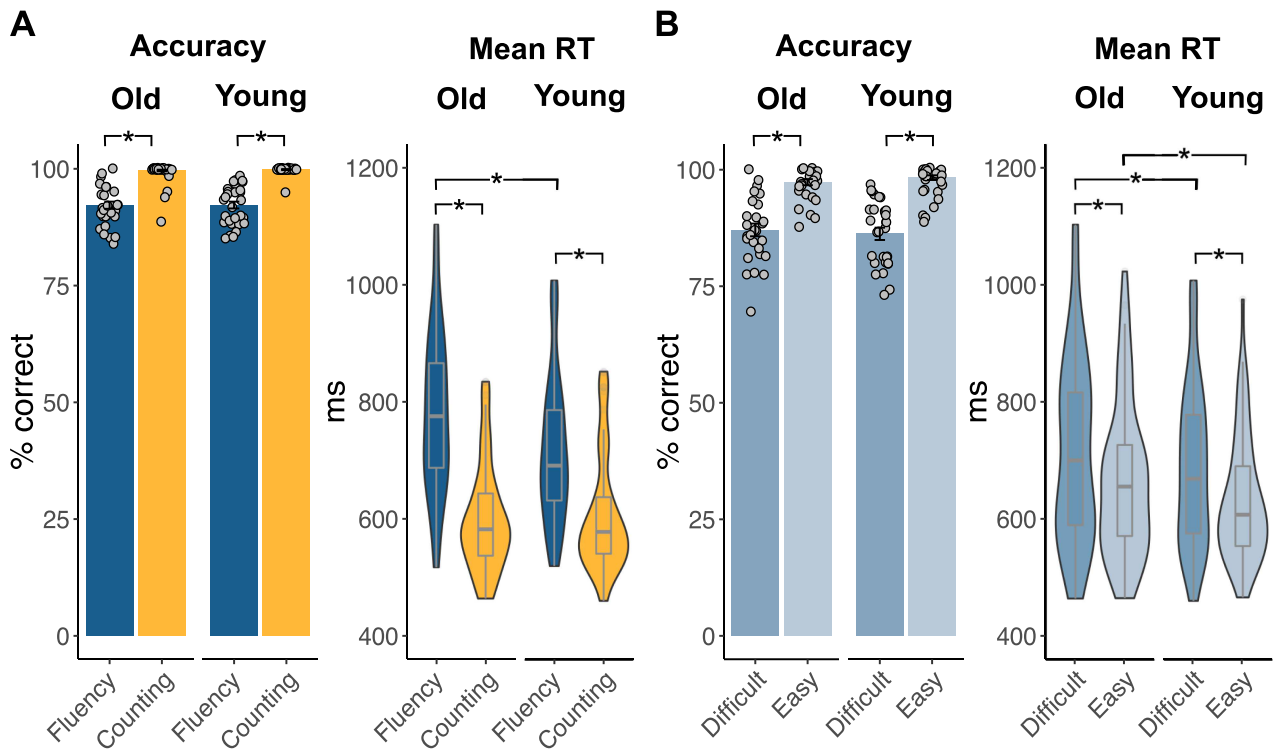 A
Accuracy
Old
Young
*
*
% correct
100
75
50
25
0
Fluency
Counting
Fluency
Counting
Mean RT
Old
Young
*
*
*
ms
1200
1000
800
600
400
Fluency
Counting
Fluency
Counting
B
Accuracy
Old
Young
*
*
% correct
100
75
50
25
0
Difficult
Easy
Difficult
Easy
Mean RT
Old
Young
*
*
*
*
ms
1200
1000
800
600
400
Difficult
Easy
Difficult
Easy